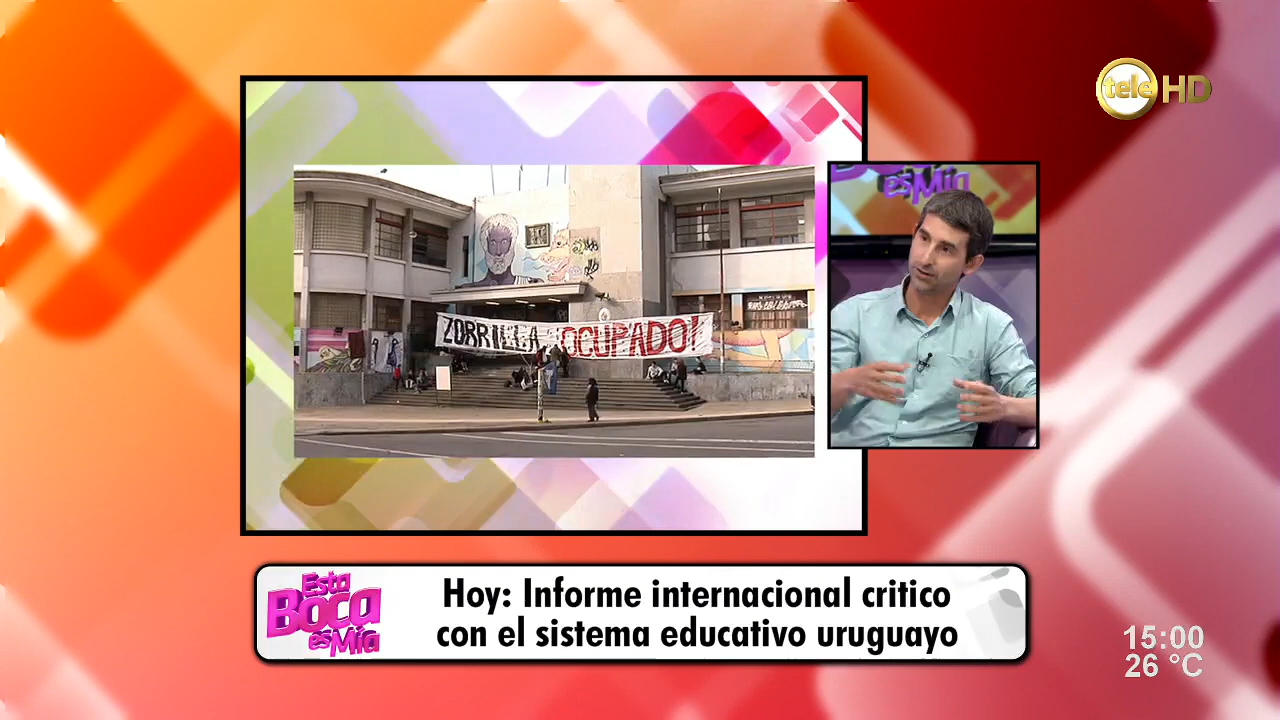 tele HD
Boca
es Mía
ZORRILLA ¡OCUPADO!
Esta
Boca
es Mía
Hoy: Informe internacional critico
con el sistema educativo uruguayo
15:00
26 °C